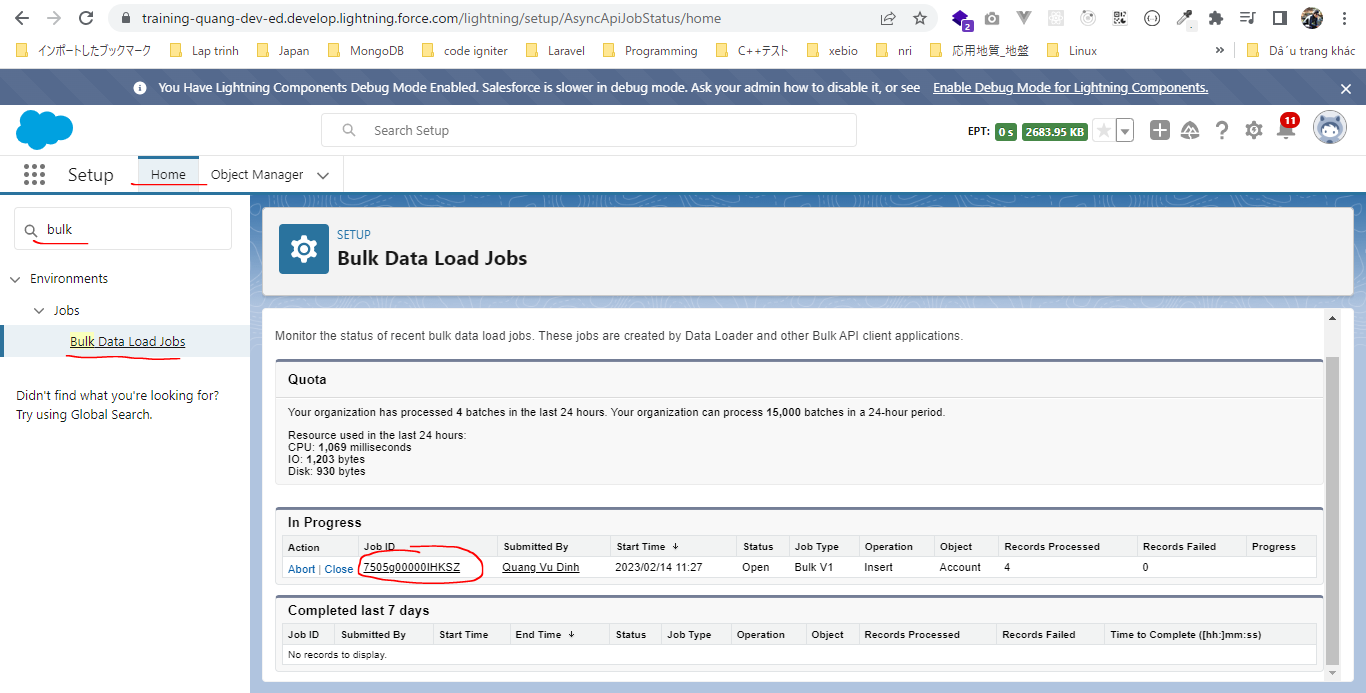 training-quang-dev-ed.develop.lightning.force.com/lightning/setup/AsyncApiJobStatus/home
2
インポートしたブックマーク Lap trinh Japan MongoDB code igniter Laravel Programming C++テスト xebio nri 応用地質_地盤 Linux » Dấu trang khác
You Have Lightning Components Debug Mode Enabled. Salesforce is slower in debug mode. Ask your admin how to disable it, or see Enable Debug Mode for Lightning Components.
Search Setup EPT: 0 s 2683.95 KB 11
Setup Home Object Manager
bulk
Environments
Jobs
Bulk Data Load Jobs
Didn't find what you're looking for?
Try using Global Search.
SETUP
Bulk Data Load Jobs
Monitor the status of recent bulk data load jobs. These jobs are created by Data Loader and other Bulk API client applications.
Quota
Your organization has processed 4 batches in the last 24 hours. Your organization can process 15,000 batches in a 24-hour period.
Resource used in the last 24 hours:
CPU: 1,069 milliseconds
IO: 1,203 bytes
Disk: 930 bytes
In Progress
Action Job ID Submitted By Start Time Status Job Type Operation Object Records Processed Records Failed Progress
Abort | Close 7505g00000IHKSZ Quang Vu Dinh 2023/02/14 11:27 Open Bulk V1 Insert Account 4 0
Completed last 7 days
Job ID Submitted By Start Time End Time Status Job Type Operation Object Records Processed Records Failed Time to Complete ([hh:]mm:ss)
No records to display.